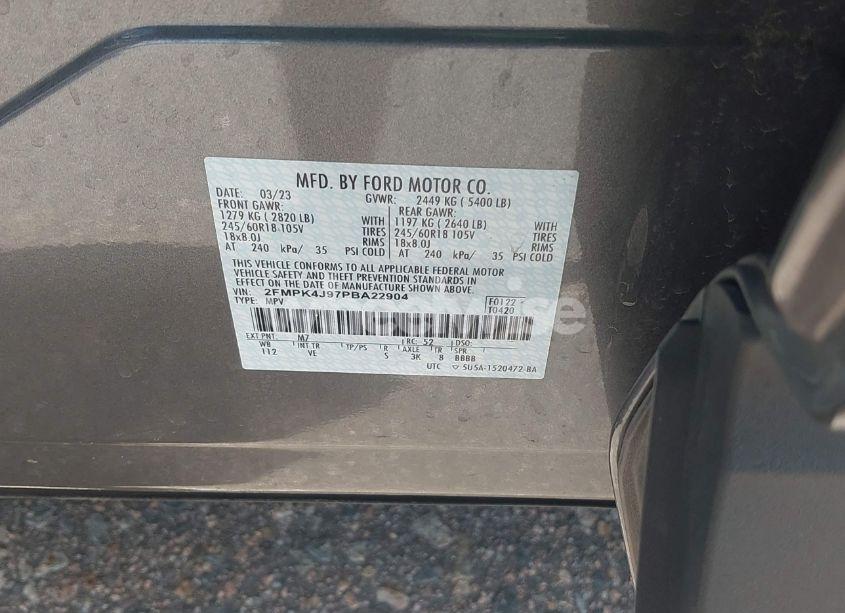 MFD. BY FORD MOTOR CO.
DATE: 03/23 GVWR: 2449 KG ( 5400 LB)
FRONT GAWR: REAR GAWR:
1279 KG ( 2820 LB) WITH 1197 KG ( 2640 LB) WITH
245/60R18 105V TIRES 245/60R18 105V TIRES
18x8.0J RIMS 18x8.0J RIMS
AT 240 kPa/ 35 PSI COLD AT 240 kPa/ 35 PSI COLD
THIS VEHICLE CONFORMS TO ALL APPLICABLE FEDERAL MOTOR
VEHICLE SAFETY AND THEFT PREVENTION STANDARDS IN
EFFECT ON THE DATE OF MANUFACTURE SHOWN ABOVE.
VIN: 2FMPK4J97PBA22904 F0122
TYPE: MPV T0420
EXT PNT: M7 RC: 52 DSO:
WB INT TR TP/PS R AXLE TR SPR
112 VE S 3K 8 BBBB
UTC SU5A-1520472-BA